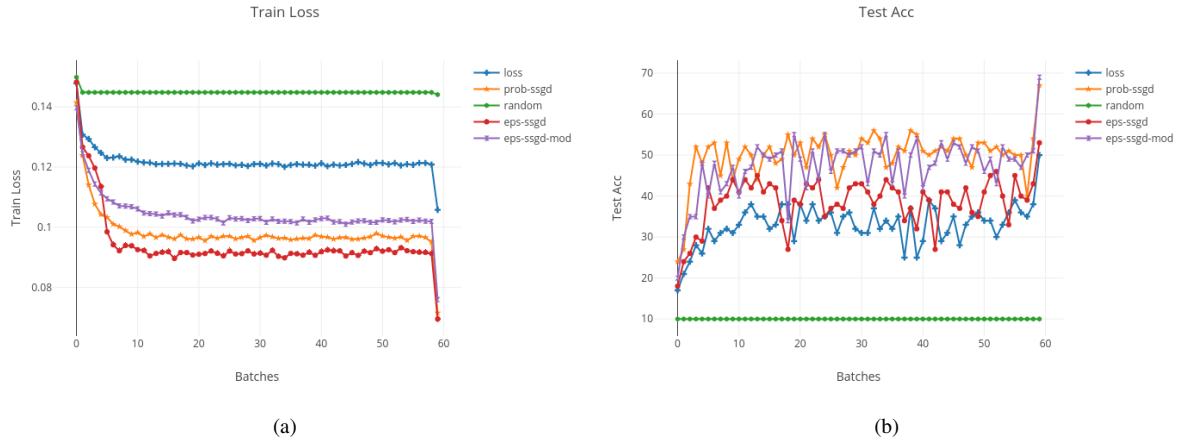 Train Loss
Train Loss
0.14
0.12
0.1
0.08
0
10
20
30
40
50
60
Batches
loss
prob-ssgd
random
eps-ssgd
eps-ssgd-mod
(a)
Test Acc
Test Acc
70
60
50
40
30
20
10
0
10
20
30
40
50
60
Batches
loss
prob-ssgd
random
eps-ssgd
eps-ssgd-mod
(b)